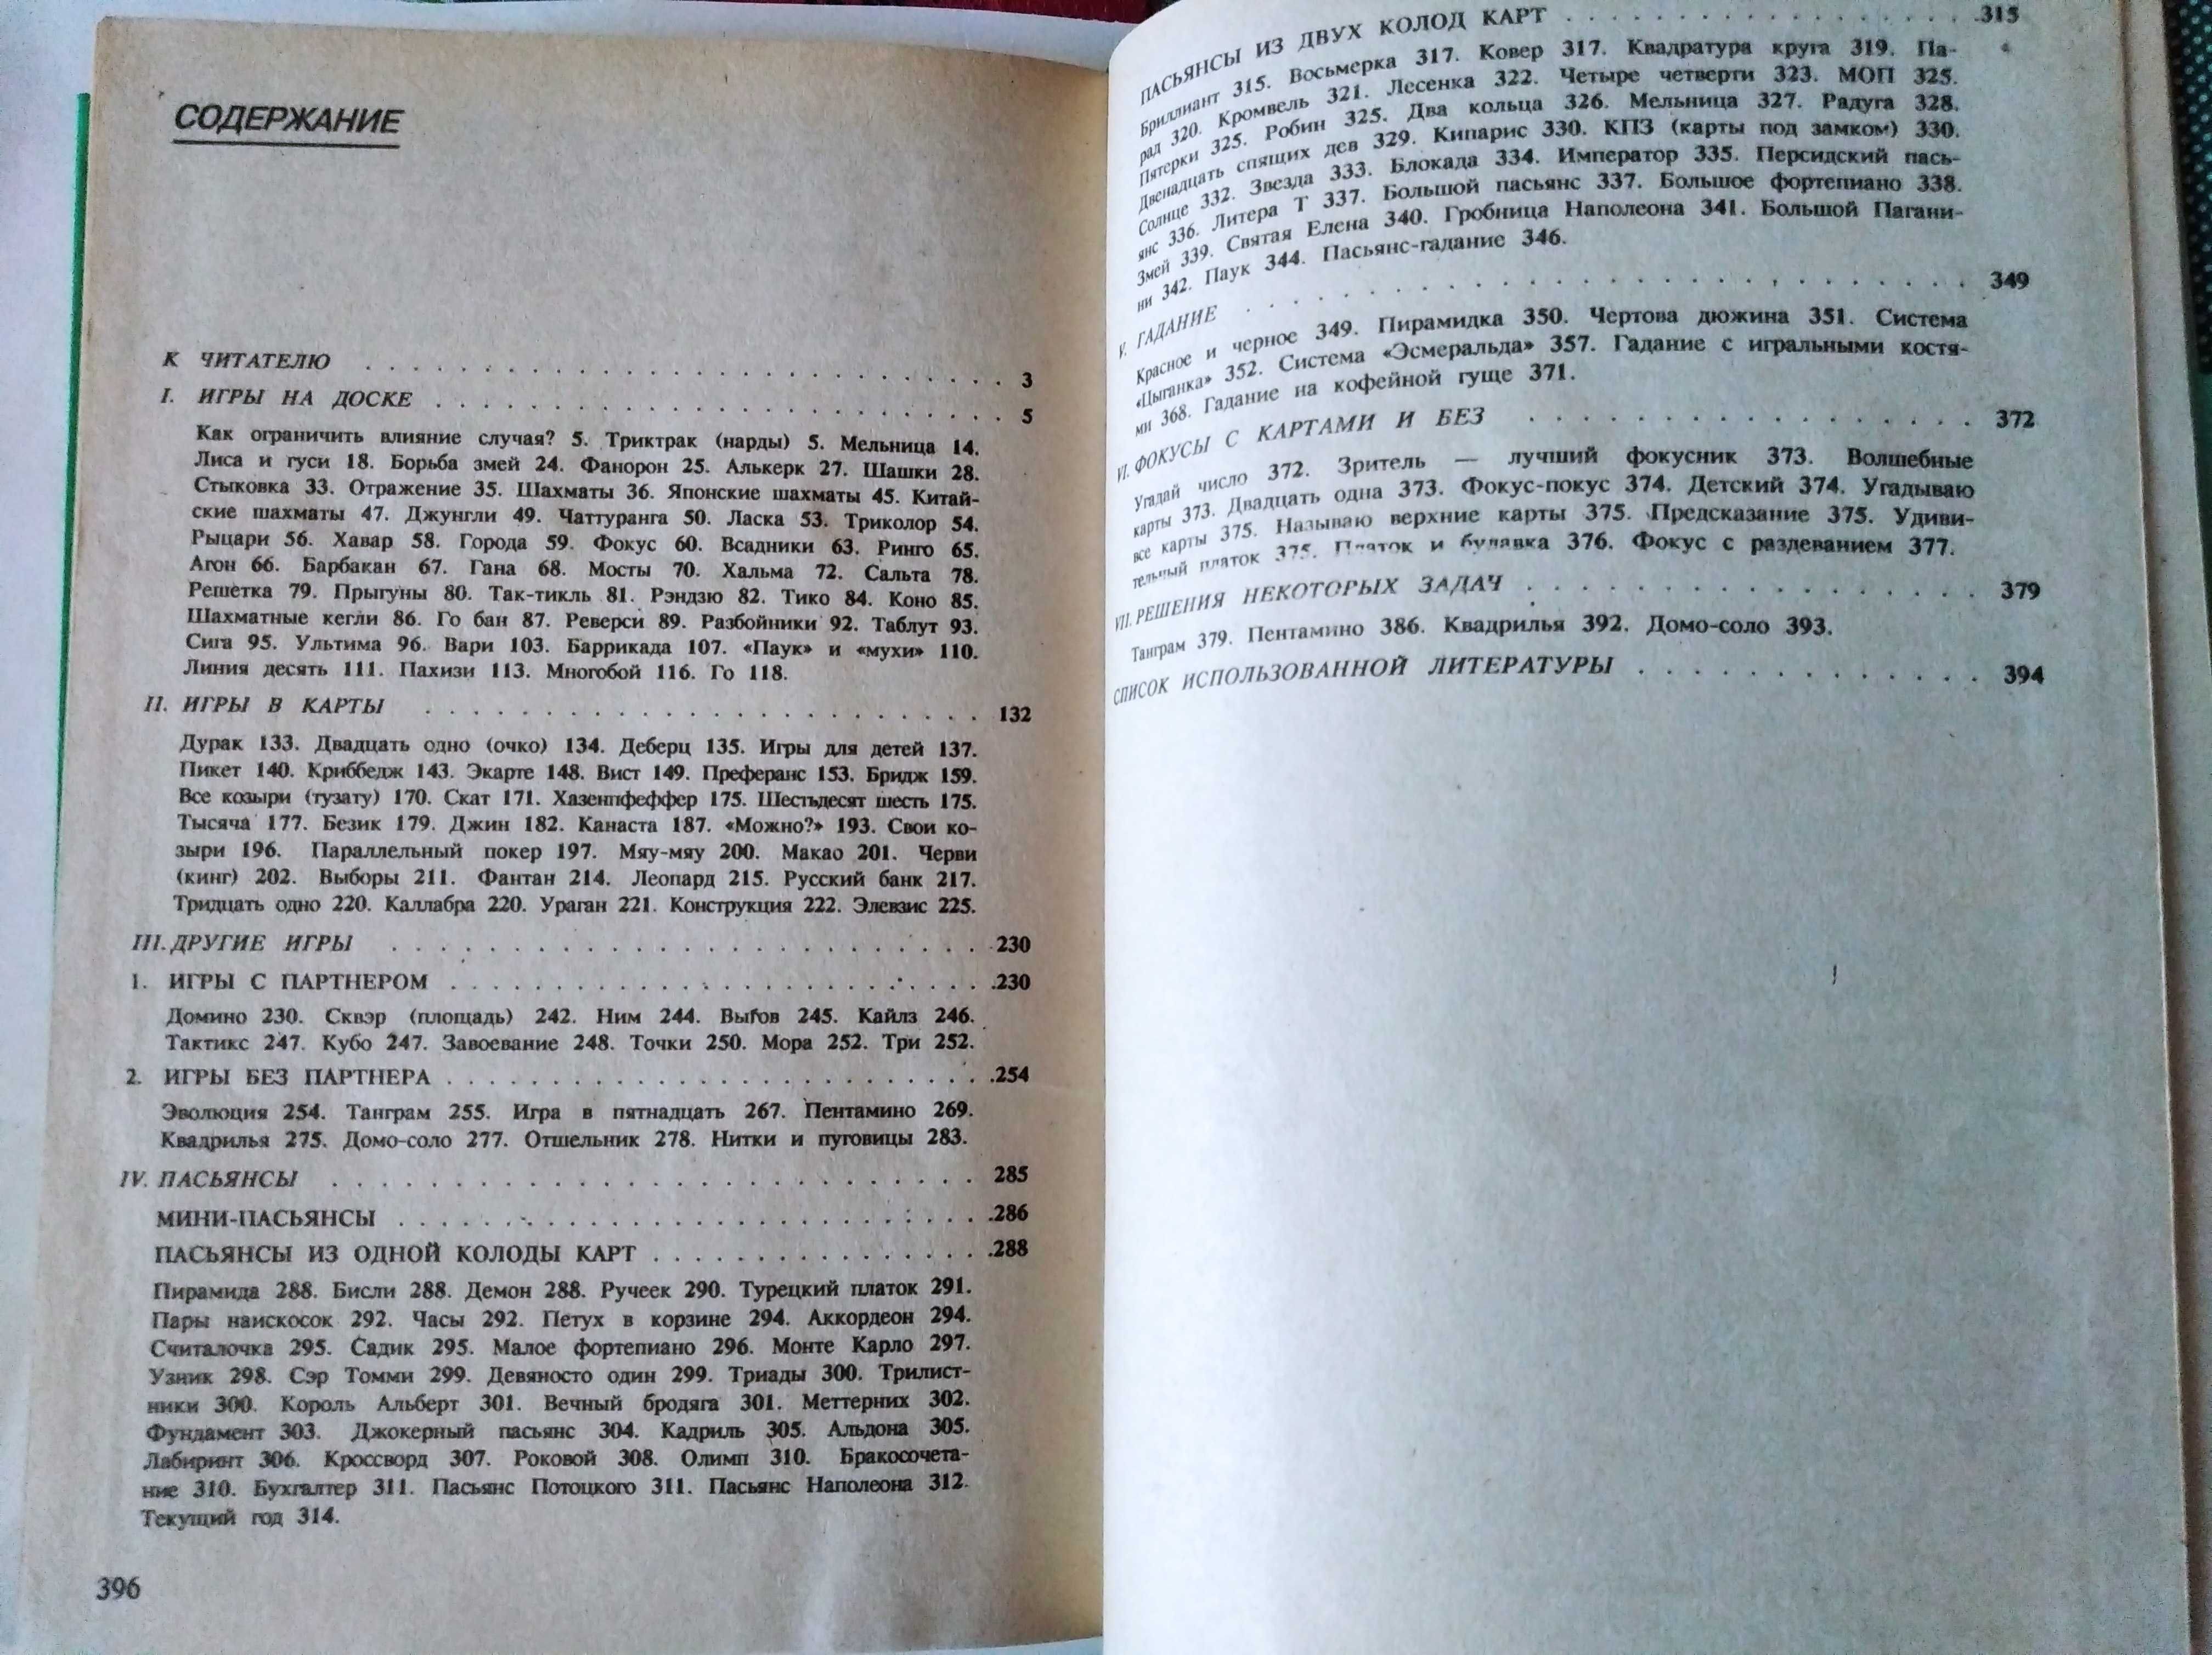 СОДЕРЖАНИЕ
К ЧИТАТЕЛЮ . . . . . . . . . . . . . . . . . . . . . . 3
I. ИГРЫ НА ДОСКЕ . . . . . . . . . . . . . . . . . . . . 5
Как ограничить влияние случая? 5. Триктрак (нарды) 5. Мельница 14.
Лиса и гуси 18. Борьба змей 24. Фанорон 25. Алькерк 27. Шашки 28.
Стыковка 33. Отражение 35. Шахматы 36. Японские шахматы 45. Китай-
ские шахматы 47. Джунгли 49. Чаттуранга 50. Ласка 53. Триколор 54.
Рыцари 56. Хавар 58. Города 59. Фокус 60. Всадники 63. Ринго 65.
Агон 66. Барбакан 67. Гана 68. Мосты 70. Хальма 72. Сальта 78.
Решетка 79. Прыгуны 80. Так-тикль 81. Рэндзю 82. Тико 84. Коно 85.
Шахматные кегли 86. Го бан 87. Реверси 89. Разбойники 92. Таблут 93.
Сига 95. Ультима 96. Вари 103. Баррикада 107. «Паук» и «мухи» 110.
Линия десять 111. Пахизи 113. Многобой 116. Го 118.
II. ИГРЫ В КАРТЫ . . . . . . . . . . . . . . . . . . . . 132
Дурак 133. Двадцать одно (очко) 134. Деберц 135. Игры для детей 137.
Пикет 140. Криббедж 143. Экарте 148. Вист 149. Преферанс 153. Бридж 159.
Все козыри (тузату) 170. Скат 171. Хазенпфеффер 175. Шестьдесят шесть 175.
Тысяча 177. Безик 179. Джин 182. Канаста 187. «Можно?» 193. Свои ко-
зыри 196. Параллельный покер 197. Мяу-мяу 200. Макао 201. Черви
(кинг) 202. Выборы 211. Фантан 214. Леопард 215. Русский банк 217.
Тридцать одно 220. Каллабра 220. Ураган 221. Конструкция 222. Элевзис 225.
III. ДРУГИЕ ИГРЫ . . . . . . . . . . . . . . . . . . . . 230
1. ИГРЫ С ПАРТНЕРОМ . . . . . . . . . . . . . . . . . . . . 230
Домино 230. Сквэр (площадь) 242. Ним 244. Выгов 245. Кайлз 246.
Тактикс 247. Кубо 247. Завоевание 248. Точки 250. Мора 252. Три 252.
2. ИГРЫ БЕЗ ПАРТНЕРА . . . . . . . . . . . . . . . . . . . . 254
Эволюция 254. Танграм 255. Игра в пятнадцать 267. Пентамино 269.
Квадрилья 275. Домо-соло 277. Отшельник 278. Нитки и пуговицы 283.
IV. ПАСЬЯНСЫ . . . . . . . . . . . . . . . . . . . . 285
МИНИ-ПАСЬЯНСЫ . . . . . . . . . . . . . . . . . . . . 286
ПАСЬЯНСЫ ИЗ ОДНОЙ КОЛОДЫ КАРТ . . . . . . . . . . . . . 288
Пирамида 288. Бисли 288. Демон 288. Ручеек 290. Турецкий платок 291.
Пары наискосок 292. Часы 292. Петух в корзине 294. Аккордеон 294.
Считалочка 295. Садик 295. Малое фортепиано 296. Монте Карло 297.
Узник 298. Сэр Томми 299. Девяносто один 299. Триады 300. Трилист-
ники 300. Король Альберт 301. Вечный бродяга 301. Меттерних 302.
Фундамент 303. Джокерный пасьянс 304. Кадриль 305. Альдона 305.
Лабиринт 306. Кроссворд 307. Роковой 308. Олимп 310. Бракосочета-
ние 310. Бухгалтер 311. Пасьянс Потоцкого 311. Пасьянс Наполеона 312.
Текущий год 314.
396
ПАСЬЯНСЫ ИЗ ДВУХ КОЛОД КАРТ . . . . . . . . . . . . . . . 315
Бриллиант 315. Восьмерка 317. Ковер 317. Квадратура круга 319. Па-
рад 320. Кромвель 321. Лесенка 322. Четыре четверти 323. МОП 325.
Пятерки 325. Робин 325. Два кольца 326. Мельница 327. Радуга 328.
Двенадцать спящих дев 329. Кипарис 330. КПЗ (карты под замком) 330.
Солнце 332. Звезда 333. Блокада 334. Император 335. Персидский пась-
янс 336. Литера Т 337. Большой пасьянс 337. Большое фортепиано 338.
Змей 339. Святая Елена 340. Гробница Наполеона 341. Большой Пагани-
ни 342. Паук 344. Пасьянс-гадание 346.
V. ГАДАНИЕ . . . . . . . . . . . . . . . . . . . . 349
Красное и черное 349. Пирамидка 350. Чертова дюжина 351. Система
«Цыганка» 352. Система «Эсмеральда» 357. Гадание с игральными костя-
ми 368. Гадание на кофейной гуще 371.
VI. ФОКУСЫ С КАРТАМИ И БЕЗ . . . . . . . . . . . . . . . 372
Угадай число 372. Зритель — лучший фокусник 373. Волшебные
карты 373. Двадцать одна 373. Фокус-покус 374. Детский 374. Угадываю
все карты 375. Называю верхние карты 375. Предсказание 375. Удиви-
тельный платок 375. Платок и булавка 376. Фокус с раздеванием 377.
VII. РЕШЕНИЯ НЕКОТОРЫХ ЗАДАЧ . . . . . . . . . . . . . . . 379
Танграм 379. Пентамино 386. Квадрилья 392. Домо-соло 393.
СПИСОК ИСПОЛЬЗОВАННОЙ ЛИТЕРАТУРЫ . . . . . . . . . . . . 394